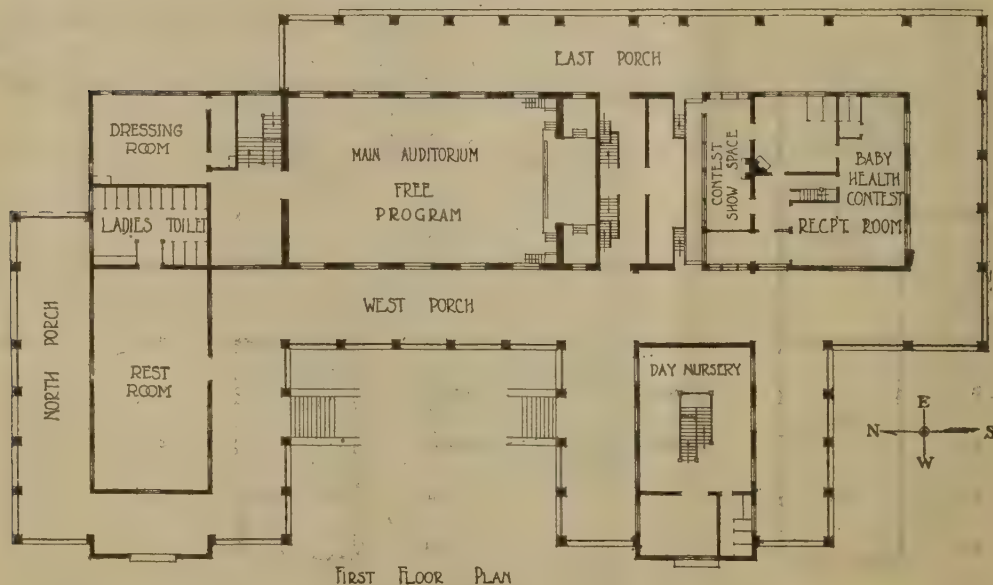 EAST PORCH
DRESSING
ROOM
MAIN AUDITORIUM
FREE
PROGRAM
CONTEST
SHOW SPACE
BABY
HEALTH
CONTEST
RECP'T. ROOM
LADIES TOILET
WEST PORCH
NORTH PORCH
REST
ROOM
DAY NURSERY
E
N
S
W
FIRST FLOOR PLAN